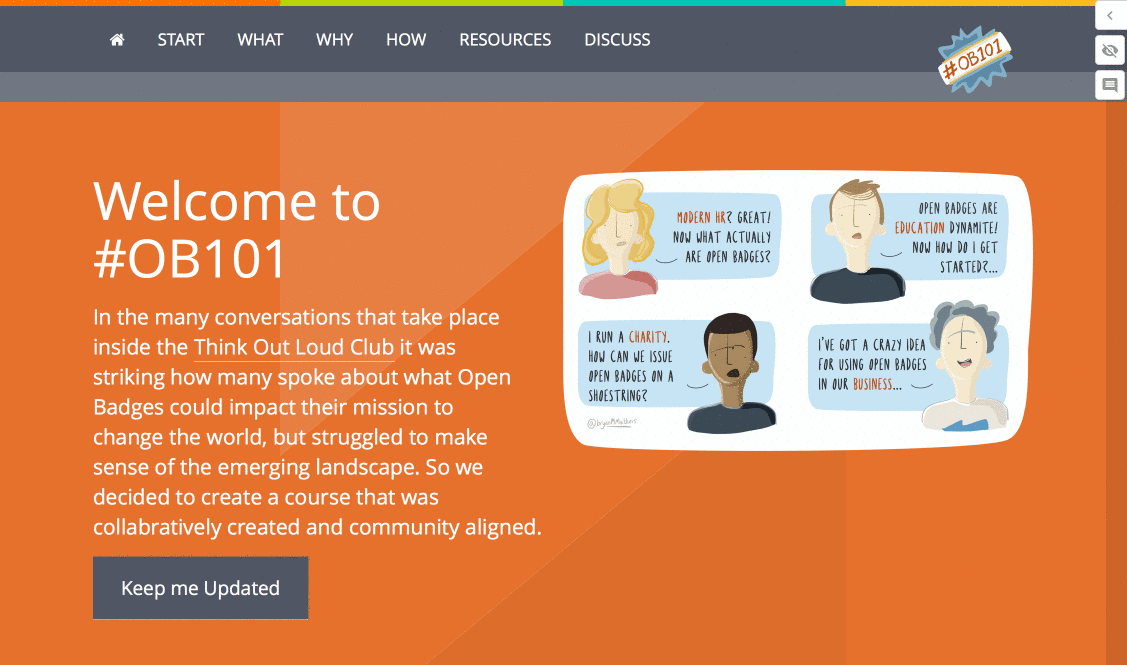 START WHAT WHY HOW RESOURCES DISCUSS
#OB101
Welcome to
#OB101
In the many conversations that take place
inside the Think Out Loud Club it was
striking how many spoke about what Open
Badges could impact their mission to
change the world, but struggled to make
sense of the emerging landscape. So we
decided to create a course that was
collabratively created and community aligned.
Keep me Updated
MODERN HR? GREAT!
NOW WHAT ACTUALLY
ARE OPEN BADGES?
OPEN BADGES ARE
EDUCATION DYNAMITE!
NOW HOW DO I GET
STARTED?...
I RUN A CHARITY.
HOW CAN WE ISSUE
OPEN BADGES ON A
SHOESTRING?
I'VE GOT A CRAZY IDEA
FOR USING OPEN BADGES
IN OUR BUSINESS...
@bryanMMathers